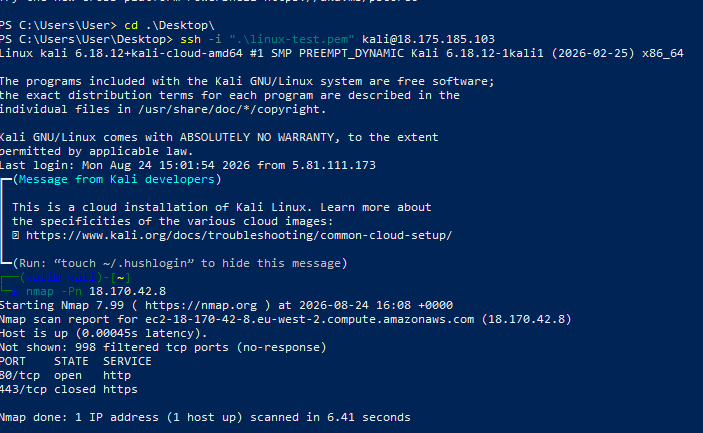 PS C:\Users\User> cd .\Desktop\
PS C:\Users\User\Desktop> ssh -i ".\linux-test.pem" kali@18.175.185.103
Linux kali 6.18.12+kali-cloud-amd64 #1 SMP PREEMPT_DYNAMIC Kali 6.18.12-1kali1 (2026-02-25) x86_64
The programs included with the Kali GNU/Linux system are free software;
the exact distribution terms for each program are described in the
individual files in /usr/share/doc/*/copyright.
Kali GNU/Linux comes with ABSOLUTELY NO WARRANTY, to the extent
permitted by applicable law.
Last login: Mon Aug 24 15:01:54 2026 from 5.81.111.173
┏━(Message from Kali developers)
┃
┃ This is a cloud installation of Kali Linux. Learn more about
┃ the specificities of the various cloud images:
┃ https://www.kali.org/docs/troubleshooting/common-cloud-setup/
┃
┗━(Run: “touch ~/.hushlogin” to hide this message)
┌──(kali kali)-[~]
└─ nmap -Pn 18.170.42.8
Starting Nmap 7.99 ( https://nmap.org ) at 2026-08-24 16:08 +0000
Nmap scan report for ec2-18-170-42-8.eu-west-2.compute.amazonaws.com (18.170.42.8)
Host is up (0.00045s latency).
Not shown: 998 filtered tcp ports (no-response)
PORT    STATE  SERVICE
80/tcp  open   http
443/tcp closed https
Nmap done: 1 IP address (1 host up) scanned in 6.41 seconds